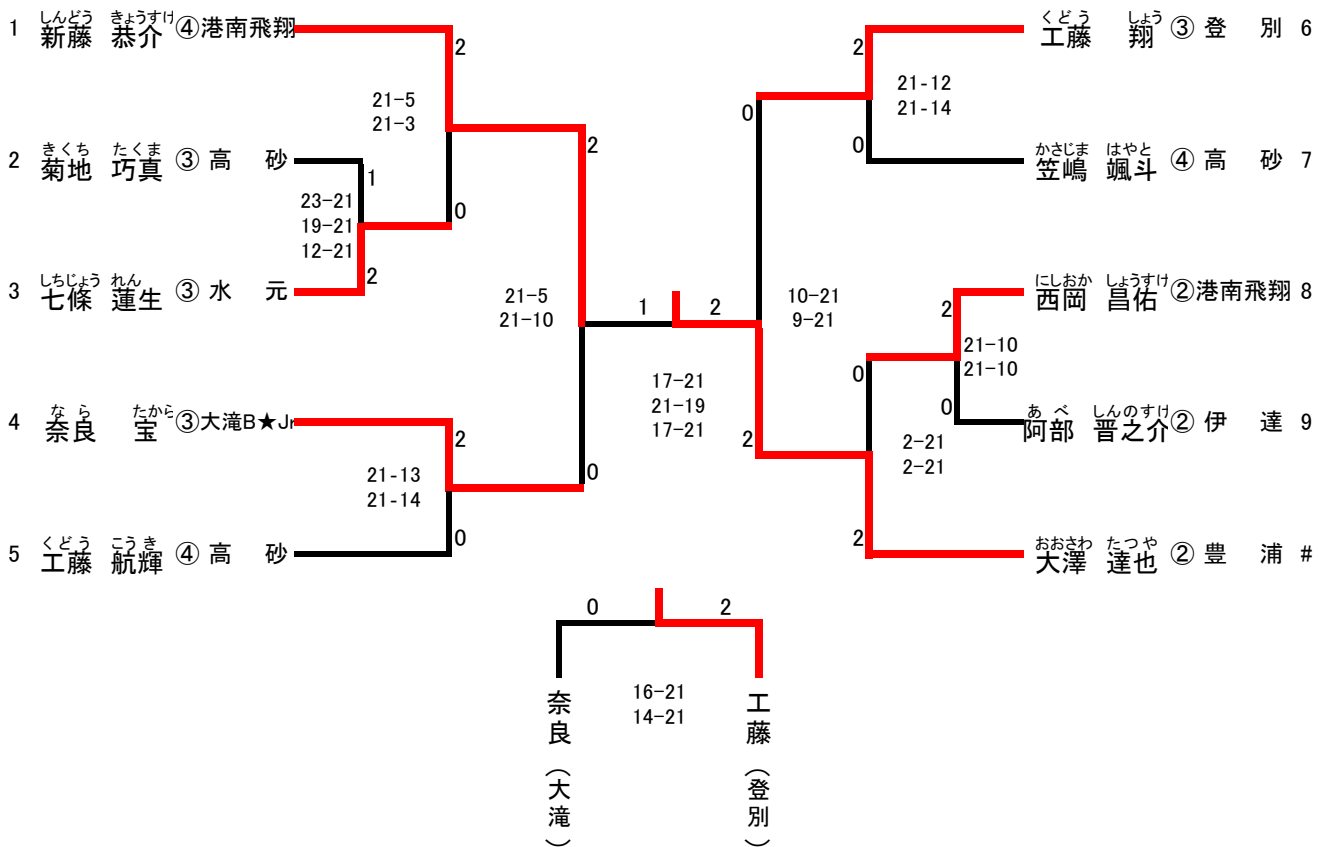 しんどう きょうすけ
1 新藤 恭介 ④港南飛翔
2
21-5
21-3
2
きくち たくま
2 菊地 巧真 ③ 高 砂
1
23-21
19-21
12-21
0
2
しちじょう れん
3 七條 蓮生 ③ 水 元
21-5
21-10
なら たから
4 奈良 宝 ③大滝B★Jr
2
21-13
21-14
0
0
くどう こうき
5 工藤 航輝 ④ 高 砂
1 2
17-21
21-19
17-21
くどう しょう
工藤 翔 ③ 登 別 6
2
21-12
21-14
0
0
かさじま はやと
笠嶋 颯斗 ④ 高 砂 7
10-21
9-21
にしおか しょうすけ
西岡 昌佑 ②港南飛翔 8
2
21-10
21-10
0
0
あべ しんのすけ
阿部 晋之介② 伊 達 9
2
2-21
2-21
2
おおさわ たつや
大澤 達也 ② 豊 浦 #
0 2
16-21
14-21
奈良(大滝)
工藤(登別)